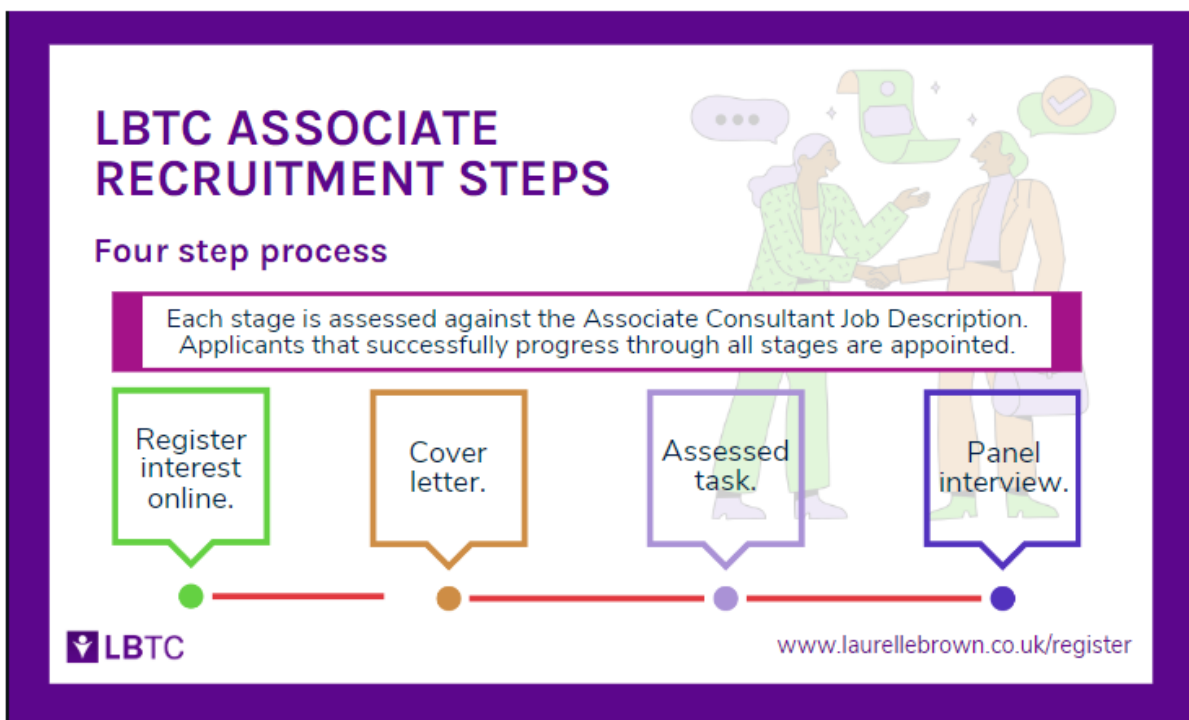 LBTC ASSOCIATE
RECRUITMENT STEPS
Four step process
Each stage is assessed against the Associate Consultant Job Description.
Applicants that successfully progress through all stages are appointed.
Register
interest
online.
Cover
letter.
Assessed
task.
Panel
interview.
LBTC
www.laurellebrown.co.uk/register